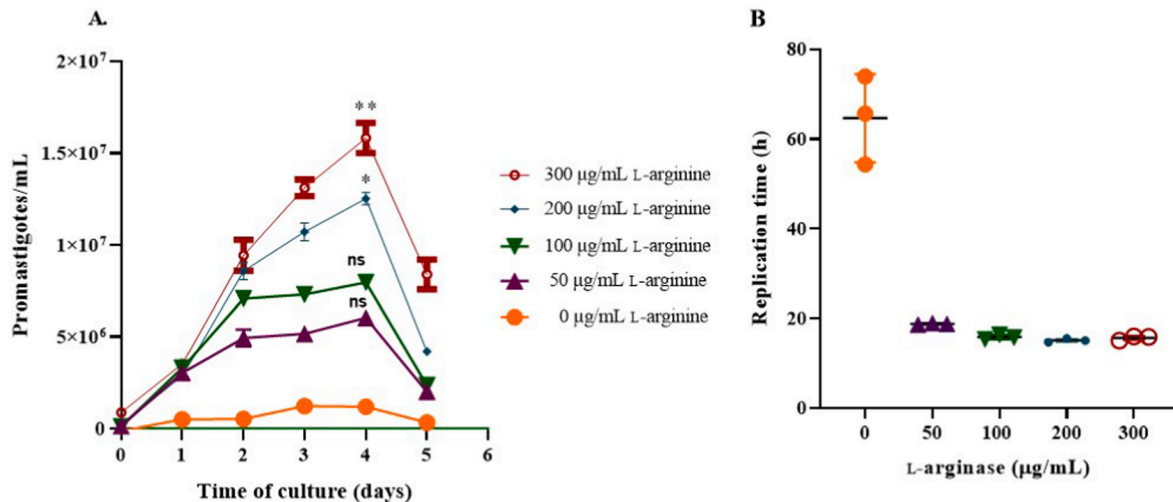 A.
2×10⁷
1.5×10⁷
1×10⁷
5×10⁶
0
Promastigotes/mL
0 1 2 3 4 5 6
Time of culture (days)
**
*
ns
ns
300 µg/mL L-arginine
200 µg/mL L-arginine
100 µg/mL L-arginine
50 µg/mL L-arginine
0 µg/mL L-arginine
B
80
60
40
20
0
Replication time (h)
0 50 100 200 300
L-arginase (µg/mL)